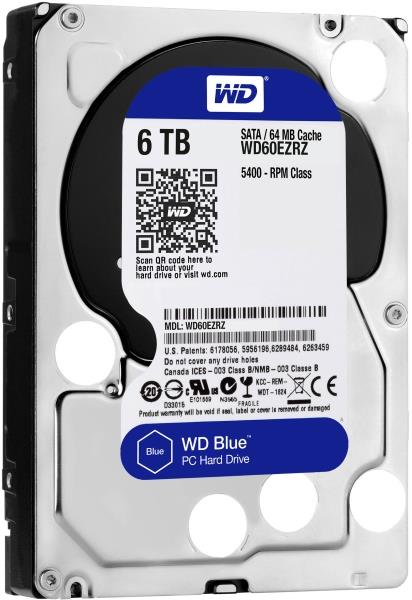 WD
6 TB
SATA / 64 MB Cache
WD60EZRZ
5400 - RPM Class
WD
Scan QR code here to
learn about your
hard drive or visit wd.com
MDL: WD60EZRZ
U.S. Patents: 6178056, 5956196, 6289484, 6263459
Do not cover any drive holes
Canada ICES - 003 Class B/NMB - 003 Classe B
20
D33015
E101559
N3565
FRAGILE
KCC - REM -
WDT - 1824
Product warranty will be void if seal, label or cover is removed or damaged
Blue
WD Blue™
PC Hard Drive